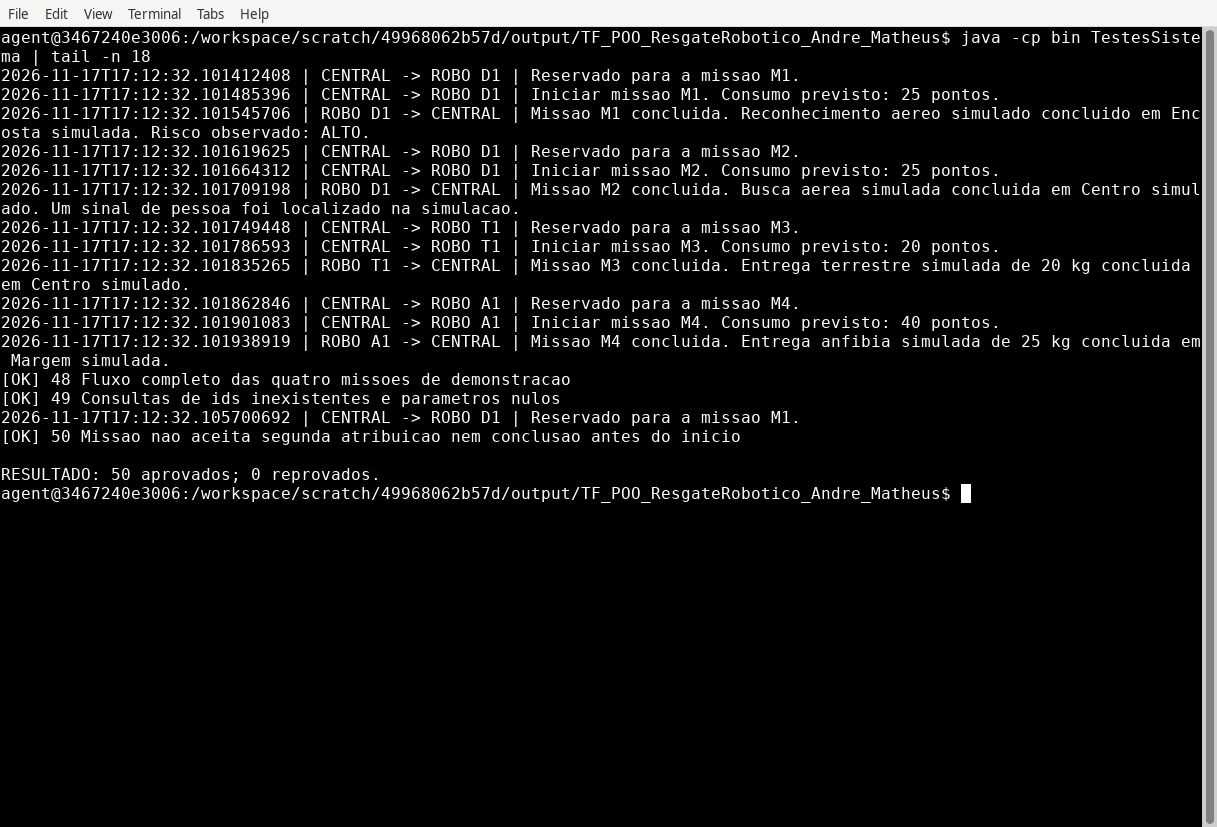 File Edit View Terminal Tabs Help
agent@3467240e3006:/workspace/scratch/49968062b57d/output/TF_POO_ResgateRobotico_Andre_Matheus$ java -cp bin TestesSiste
ma | tail -n 18
2026-11-17T17:12:32.101412408 | CENTRAL -> ROBO D1 | Reservado para a missao M1.
2026-11-17T17:12:32.101485396 | CENTRAL -> ROBO D1 | Iniciar missao M1. Consumo previsto: 25 pontos.
2026-11-17T17:12:32.101545706 | ROBO D1 -> CENTRAL | Missao M1 concluida. Reconhecimento aereo simulado concluido em Enc
osta simulada. Risco observado: ALTO.
2026-11-17T17:12:32.101619625 | CENTRAL -> ROBO D1 | Reservado para a missao M2.
2026-11-17T17:12:32.101664312 | CENTRAL -> ROBO D1 | Iniciar missao M2. Consumo previsto: 25 pontos.
2026-11-17T17:12:32.101709198 | ROBO D1 -> CENTRAL | Missao M2 concluida. Busca aerea simulada concluida em Centro simul
ado. Um sinal de pessoa foi localizado na simulacao.
2026-11-17T17:12:32.101749448 | CENTRAL -> ROBO T1 | Reservado para a missao M3.
2026-11-17T17:12:32.101786593 | CENTRAL -> ROBO T1 | Iniciar missao M3. Consumo previsto: 20 pontos.
2026-11-17T17:12:32.101835265 | ROBO T1 -> CENTRAL | Missao M3 concluida. Entrega terrestre simulada de 20 kg concluida
em Centro simulado.
2026-11-17T17:12:32.101862846 | CENTRAL -> ROBO A1 | Reservado para a missao M4.
2026-11-17T17:12:32.101901083 | CENTRAL -> ROBO A1 | Iniciar missao M4. Consumo previsto: 40 pontos.
2026-11-17T17:12:32.101938919 | ROBO A1 -> CENTRAL | Missao M4 concluida. Entrega anfibia simulada de 25 kg concluida em
 Margem simulada.
[OK] 48 Fluxo completo das quatro missoes de demonstracao
[OK] 49 Consultas de ids inexistentes e parametros nulos
2026-11-17T17:12:32.105700692 | CENTRAL -> ROBO D1 | Reservado para a missao M1.
[OK] 50 Missao nao aceita segunda atribuicao nem conclusao antes do inicio

RESULTADO: 50 aprovados; 0 reprovados.
agent@3467240e3006:/workspace/scratch/49968062b57d/output/TF_POO_ResgateRobotico_Andre_Matheus$